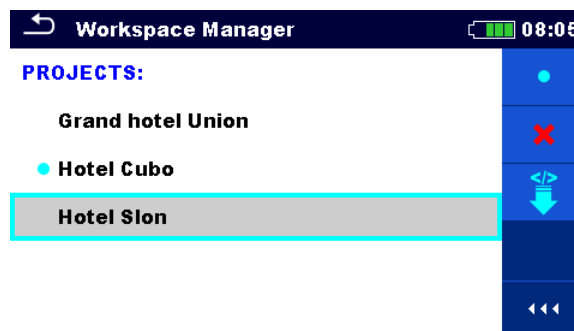 Workspace Manager 08:05
PROJECTS:
Grand hotel Union
Hotel Cubo
</>
Hotel Slon